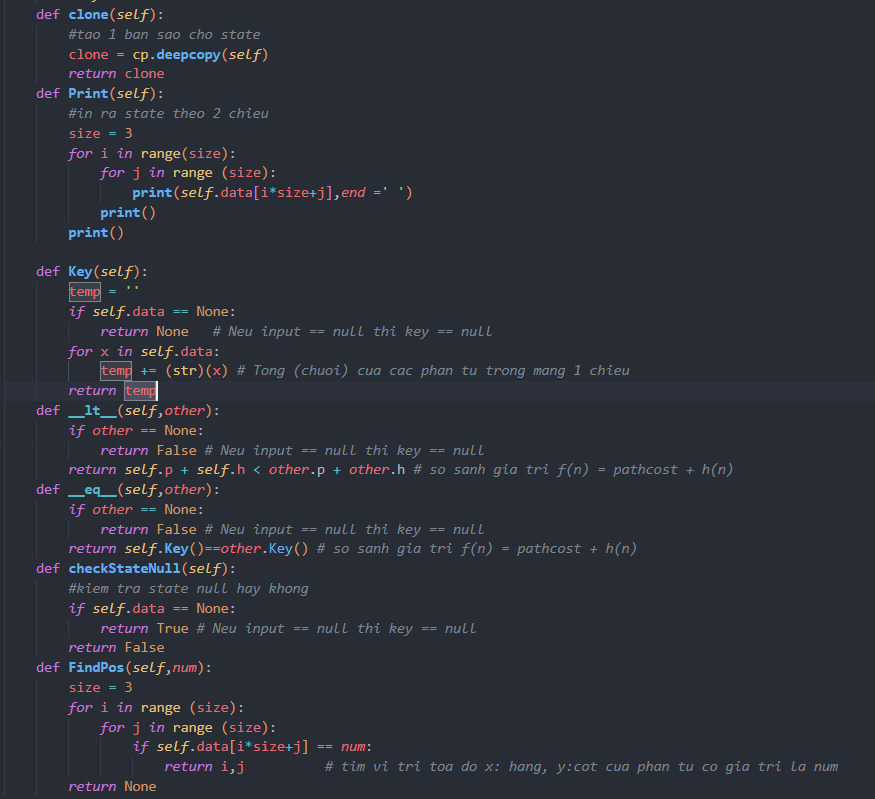 def clone(self):
    #tao 1 ban sao cho state
    clone = cp.deepcopy(self)
    return clone
def Print(self):
    #in ra state theo 2 chieu
    size = 3
    for i in range(size):
        for j in range (size):
            print(self.data[i*size+j],end =' ')
        print()
    print()

def Key(self):
    temp = ''
    if self.data == None:
        return None   # Neu input == null thi key == null
    for x in self.data:
        temp += (str)(x) # Tong (chuoi) cua cac phan tu trong mang 1 chieu
    return temp
def __lt__(self,other):
    if other == None:
        return False # Neu input == null thi key == null
    return self.p + self.h < other.p + other.h # so sanh gia tri f(n) = pathcost + h(n)
def __eq__(self,other):
    if other == None:
        return False # Neu input == null thi key == null
    return self.Key()==other.Key() # so sanh gia tri f(n) = pathcost + h(n)
def checkStateNull(self):
    #kiem tra state null hay khong
    if self.data == None:
        return True # Neu input == null thi key == null
    return False
def FindPos(self,num):
    size = 3
    for i in range (size):
        for j in range (size):
            if self.data[i*size+j] == num:
                return i,j          # tim vi tri toa do x: hang, y:cot cua phan tu co gia tri la num
    return None